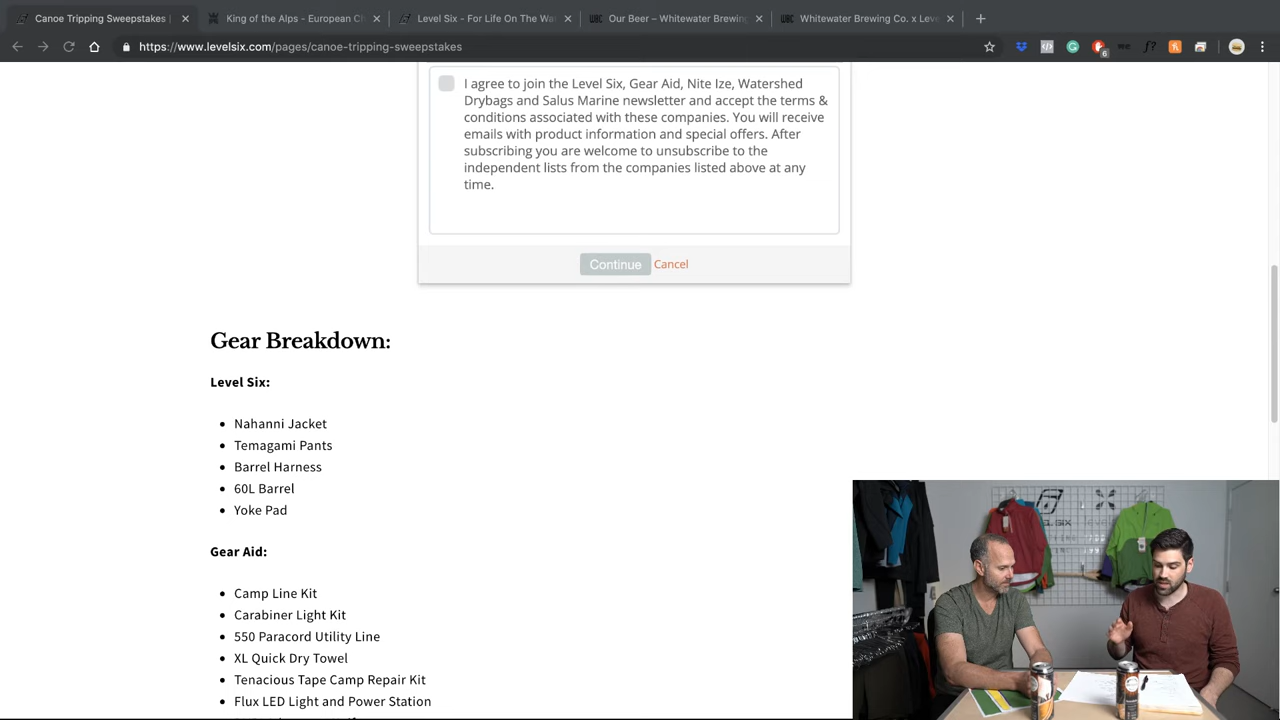 Canoe Tripping Sweepstakes |
King of the Alps - European Ch
Level Six - For Life On The Wa
Our Beer – Whitewater Brewing
Whitewater Brewing Co. x Leve
https://www.levelsix.com/pages/canoe-tripping-sweepstakes
I agree to join the Level Six, Gear Aid, Nite Ize, Watershed
Drybags and Salus Marine newsletter and accept the terms &
conditions associated with these companies. You will receive
emails with product information and special offers. After
subscribing you are welcome to unsubscribe to the
independent lists from the companies listed above at any
time.
Continue Cancel
Gear Breakdown:
Level Six:
• Nahanni Jacket
• Temagami Pants
• Barrel Harness
• 60L Barrel
• Yoke Pad
Gear Aid:
• Camp Line Kit
• Carabiner Light Kit
• 550 Paracord Utility Line
• XL Quick Dry Towel
• Tenacious Tape Camp Repair Kit
• Flux LED Light and Power Station